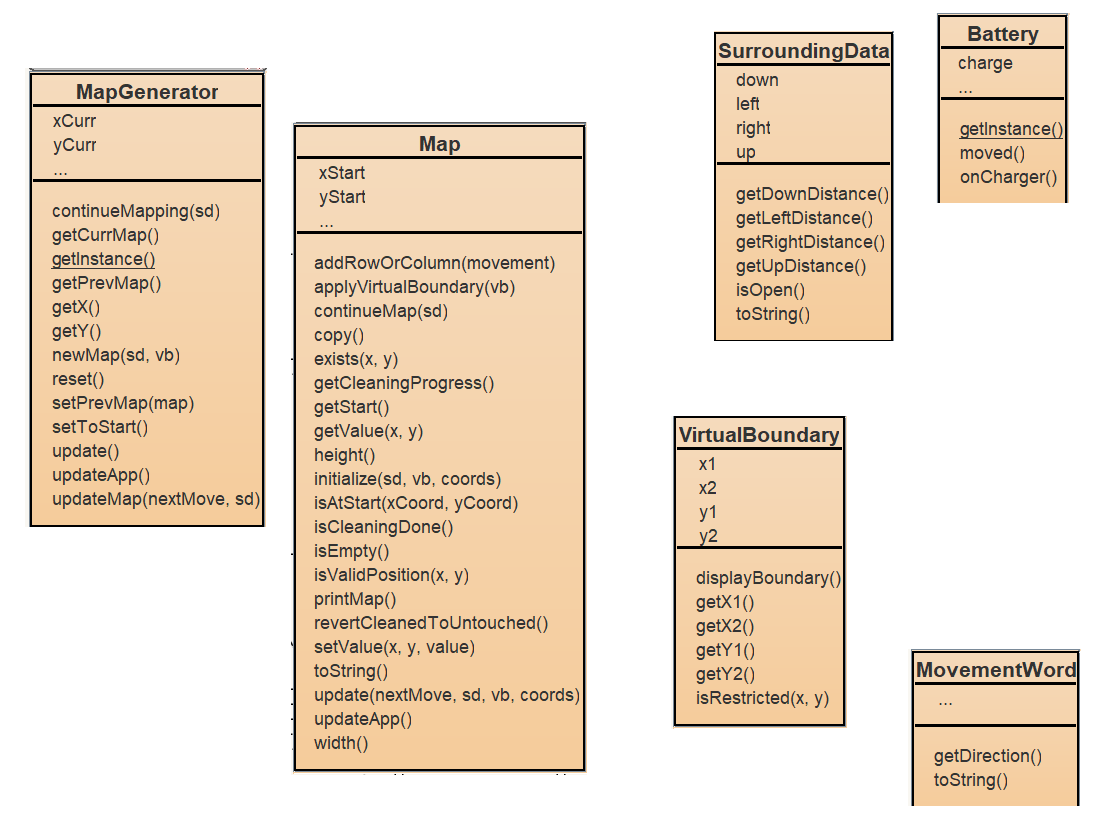 MapGenerator
xCurr
yCurr
...
continueMapping(sd)
getCurrMap()
getInstance()
getPrevMap()
getX()
getY()
newMap(sd, vb)
reset()
setPrevMap(map)
setToStart()
update()
updateApp()
updateMap(nextMove, sd)
Map
xStart
yStart
...
addRowOrColumn(movement)
applyVirtualBoundary(vb)
continueMap(sd)
copy()
exists(x, y)
getCleaningProgress()
getStart()
getValue(x, y)
height()
initialize(sd, vb, coords)
isAtStart(xCoord, yCoord)
isCleaningDone()
isEmpty()
isValidPosition(x, y)
printMap()
revertCleanedToUntouched()
setValue(x, y, value)
toString()
update(nextMove, sd, vb, coords)
updateApp()
width()
SurroundingData
down
left
right
up
getDownDistance()
getLeftDistance()
getRightDistance()
getUpDistance()
isOpen()
toString()
Battery
charge
...
getInstance()
moved()
onCharger()
VirtualBoundary
x1
x2
y1
y2
displayBoundary()
getX1()
getX2()
getY1()
getY2()
isRestricted(x, y)
MovementWord
...
getDirection()
toString()